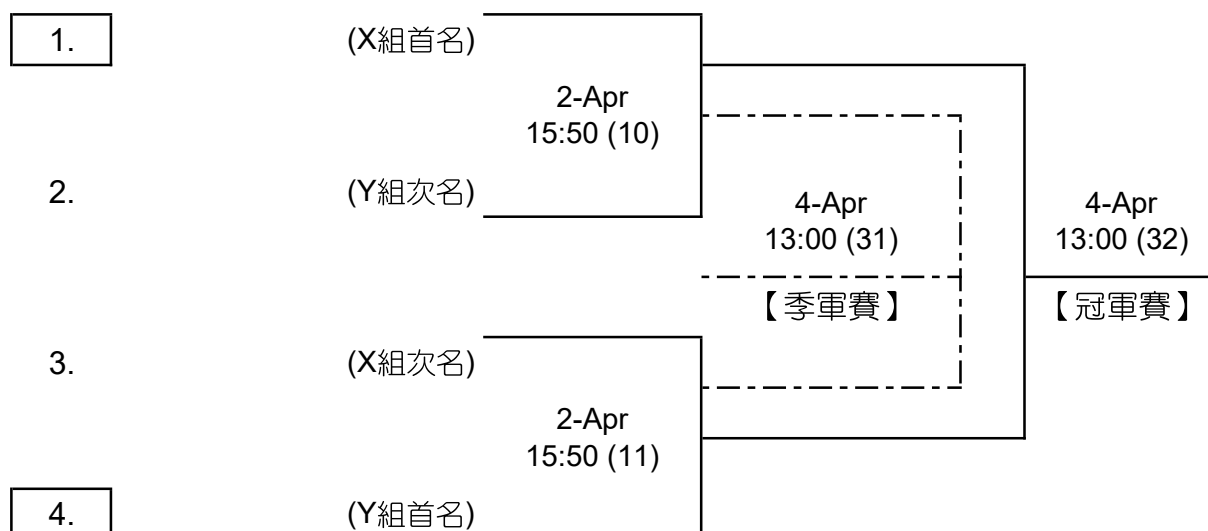 1. (X組首名)
2-Apr
15:50 (10)
2. (Y組次名)
4-Apr
13:00 (31)
【季軍賽】
4-Apr
13:00 (32)
【冠軍賽】
3. (X組次名)
2-Apr
15:50 (11)
4. (Y組首名)